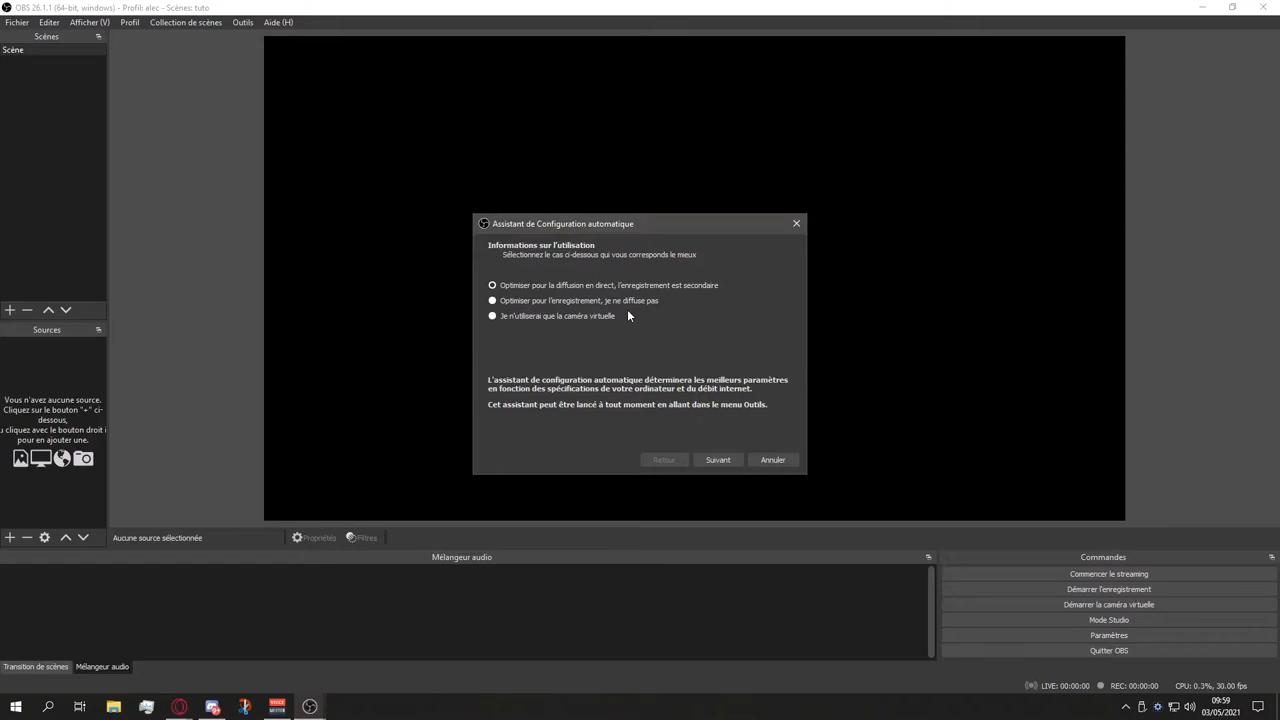 OBS 26.1.1 (64-bit, windows) - Profil: alec - Scènes: tuto
Fichier Editer Afficher (V) Profil Collection de scènes Outils Aide (H)
Scènes
Scène
Assistant de Configuration automatique
Informations sur l'utilisation
Sélectionnez le cas ci-dessous qui vous corresponds le mieux
Optimiser pour la diffusion en direct, l'enregistrement est secondaire
Optimiser pour l'enregistrement, je ne diffuse pas
Je n'utiliserai que la caméra virtuelle
L'assistant de configuration automatique déterminera les meilleurs paramètres
en fonction des spécifications de votre ordinateur et du débit internet.
Cet assistant peut être lancé à tout moment en allant dans le menu Outils.
Retour Suivant Annuler
Sources
Vous n'avez aucune source.
Cliquez sur le bouton "+" ci-
dessous,
u cliquez avec le bouton droit i
pour en ajouter une.
Aucune source sélectionnée Propriétés Filtres
Mélangeur audio
Commandes
Commencer le streaming
Démarrer l'enregistrement
Démarrer la caméra virtuelle
Mode Studio
Paramètres
Quitter OBS
Transition de scènes Mélangeur audio
LIVE: 00:00:00 REC: 00:00:00 CPU: 0.3%, 30.00 fps
09:59
03/05/2021